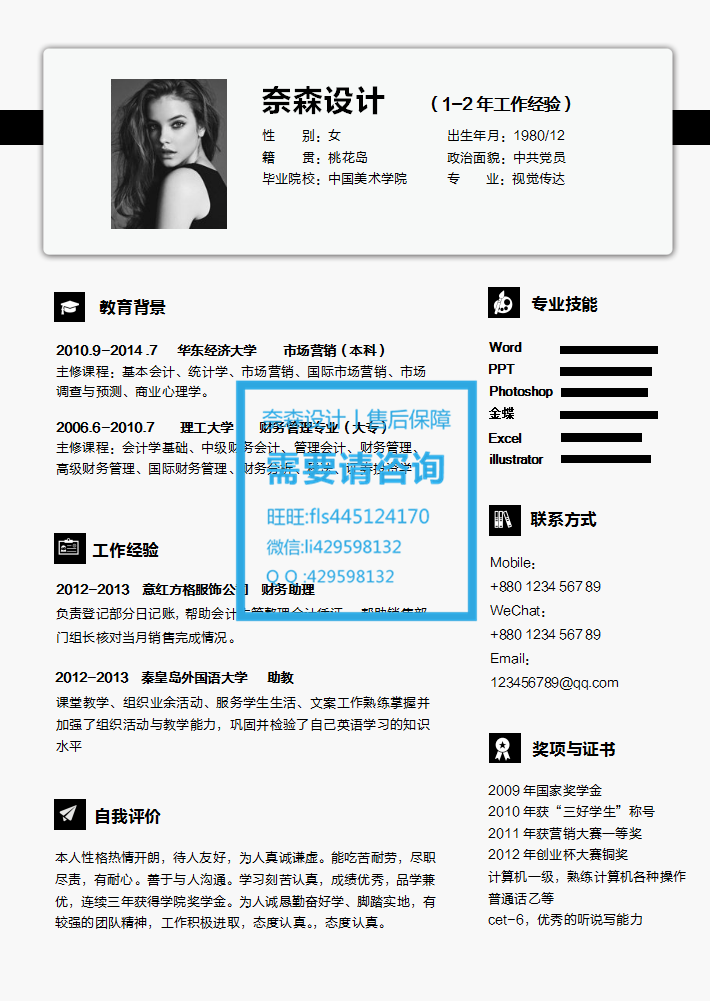 奈森设计 （1-2 年工作经验）
性 别：女 出生年月：1980/12
籍 贯：桃花岛 政治面貌：中共党员
毕业院校：中国美术学院 专 业：视觉传达
教育背景
2010.9-2014 .7 华东经济大学 市场营销（本科）
主修课程：基本会计、统计学、市场营销、国际市场营销、市场
调查与预测、商业心理学。
2006.6-2010.7 理工大学 财务管理专业（大专）
主修课程：会计学基础、中级财务会计、管理会计、财务管理、
高级财务管理、国际财务管理、财务分析、
奈森设计丨售后保障
需要请咨询
旺旺:fls445124170
微信:li429598132
Q Q :429598132
工作经验
2012-2013 意红方格服饰公司 财务助理
负责登记部分日记账，帮助会计主管整理会计凭证、帮助销售部
门组长核对当月销售完成情况。
2012-2013 秦皇岛外国语大学 助教
课堂教学、组织业余活动、服务学生生活、文案工作熟练掌握并
加强了组织活动与教学能力，巩固并检验了自己英语学习的知识
水平
自我评价
本人性格热情开朗，待人友好，为人真诚谦虚。能吃苦耐劳，尽职
尽责，有耐心。善于与人沟通。学习刻苦认真，成绩优秀，品学兼
优，连续三年获得学院奖学金。为人诚恳勤奋好学、脚踏实地，有
较强的团队精神，工作积极进取，态度认真。，态度认真。
专业技能
Word
PPT
Photoshop
金蝶
Excel
illustrator
联系方式
Mobile：
+880 1234 567 89
WeChat：
+880 1234 567 89
Email：
123456789@qq.com
奖项与证书
2009 年国家奖学金
2010 年获“三好学生”称号
2011 年获营销大赛一等奖
2012 年创业杯大赛铜奖
计算机一级，熟练计算机各种操作
普通话乙等
cet-6，优秀的听说写能力